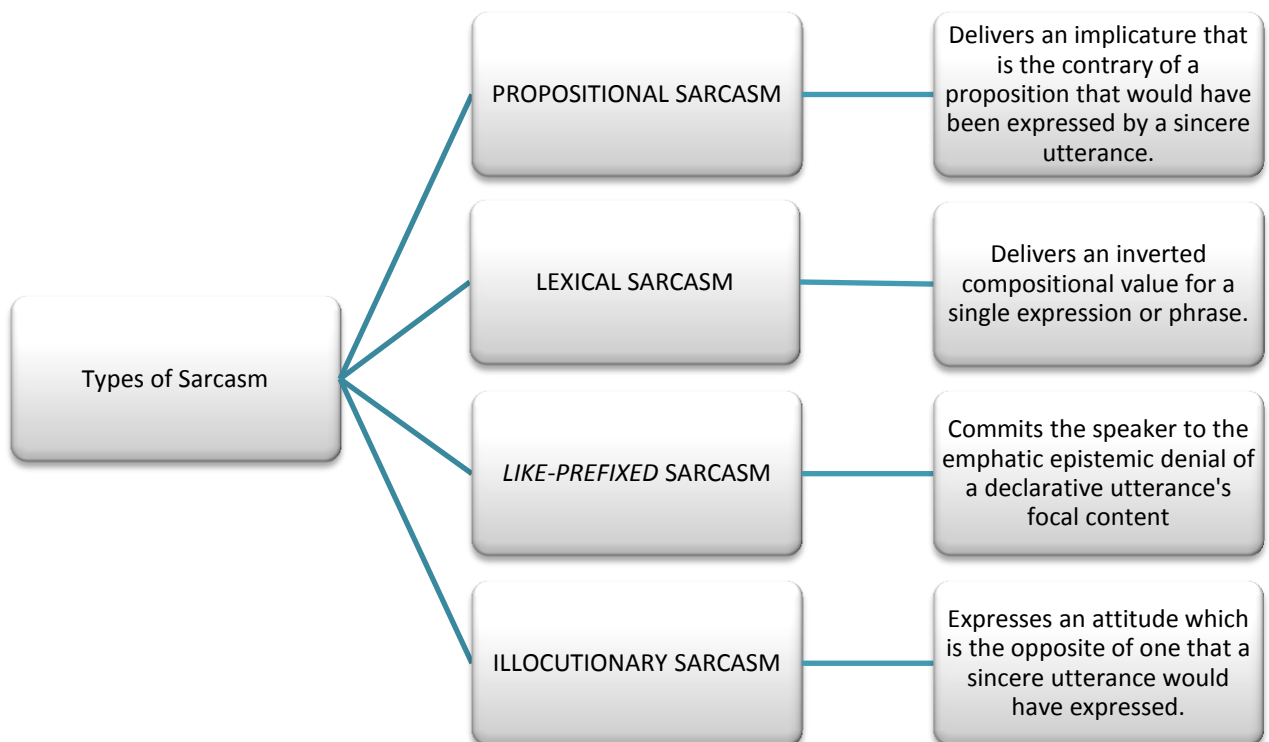 Types of Sarcasm
PROPOSITIONAL SARCASM
Delivers an implicature that
is the contrary of a
proposition that would have
been expressed by a sincere
utterance.
LEXICAL SARCASM
Delivers an inverted
compositional value for a
single expression or phrase.
LIKE-PREFIXED SARCASM
Commits the speaker to the
emphatic epistemic denial of
a declarative utterance's
focal content
ILLOCUTIONARY SARCASM
Expresses an attitude which
is the opposite of one that a
sincere utterance would
have expressed.